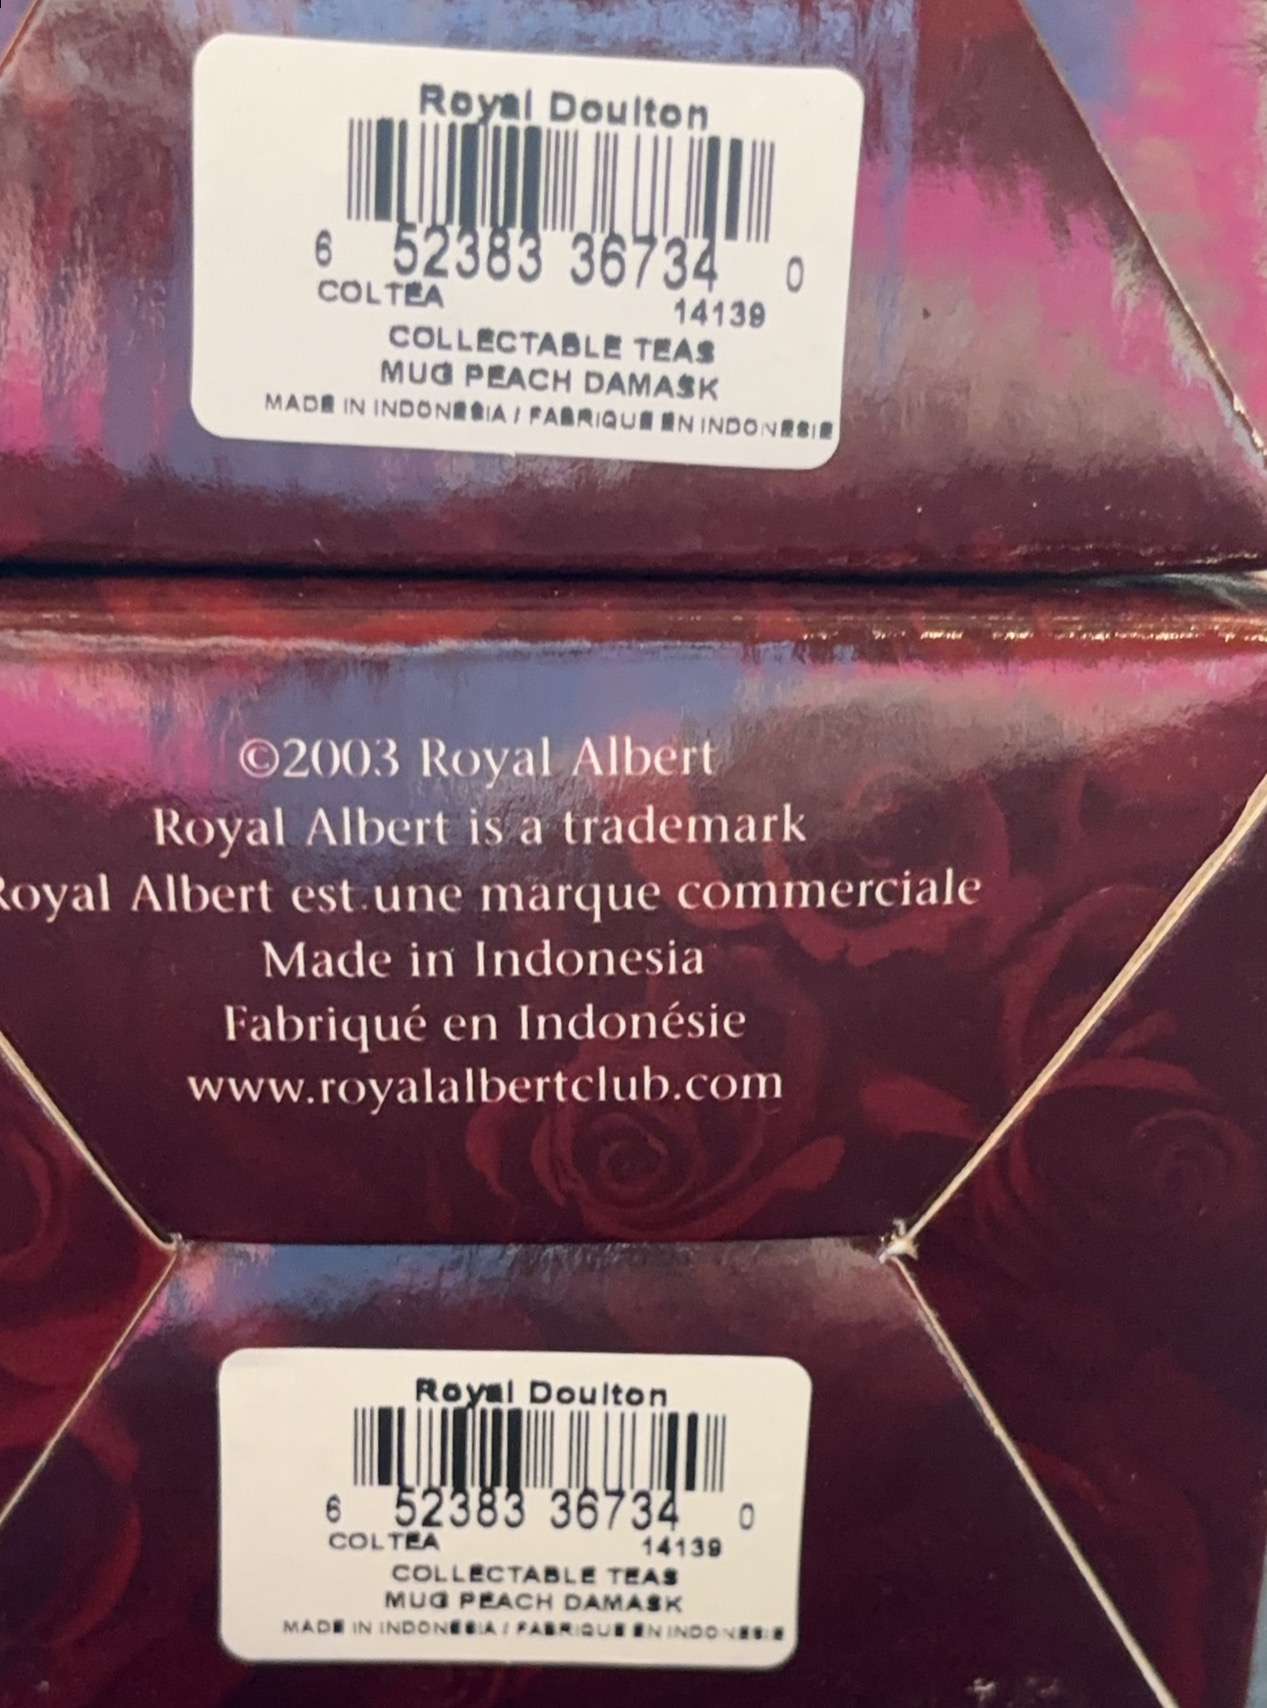 Royal Doulton
6 52383 36734 0
COLTEA 14139
COLLECTABLE TEAS
MUG PEACH DAMASK
MADE IN INDONESIA / FABRIQUE EN INDONESIE
©2003 Royal Albert
Royal Albert is a trademark
Royal Albert est une marque commerciale
Made in Indonesia
Fabriqué en Indonésie
www.royalalbertclub.com
Royal Doulton
6 52383 36734 0
COLTEA 14139
COLLECTABLE TEAS
MUG PEACH DAMASK
MADE IN INDONESIA / FABRIQUE EN INDONESIE